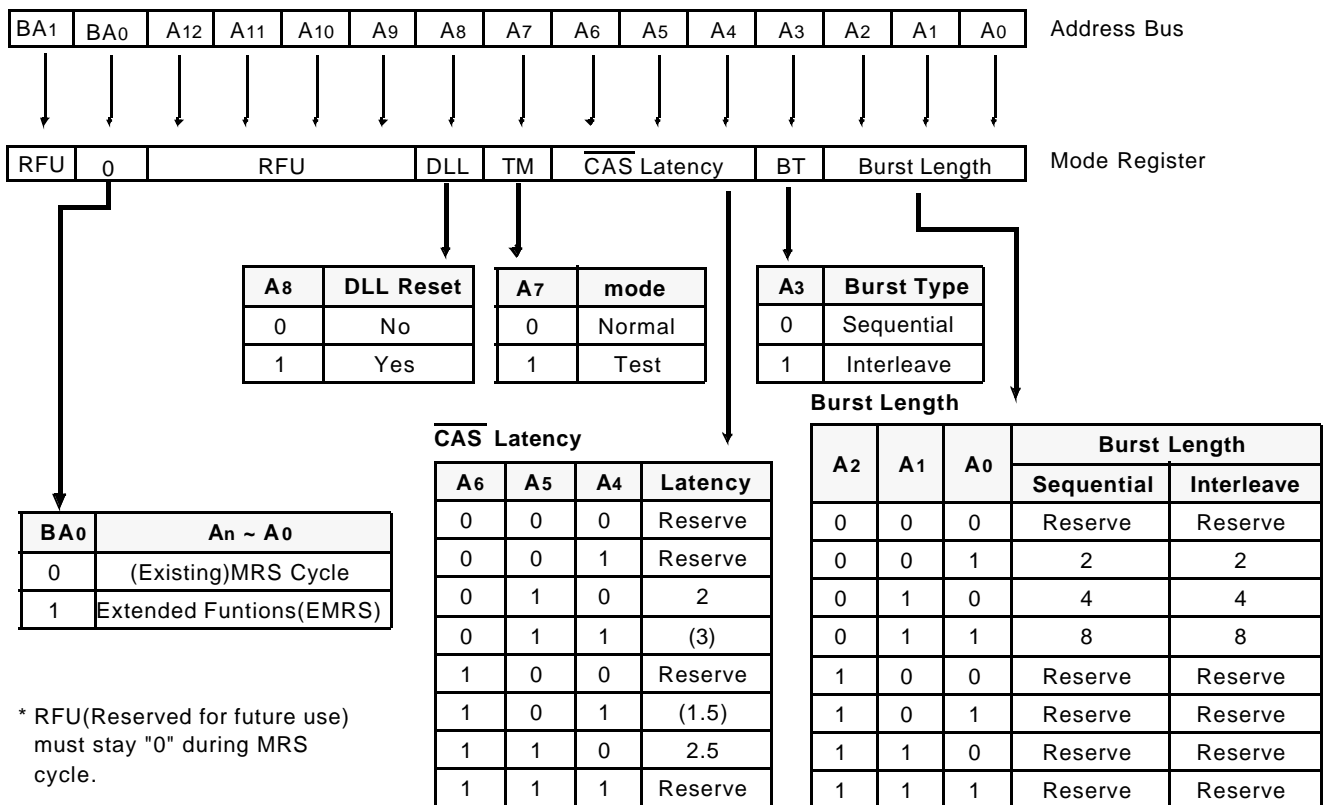 BA1 BA0 A12 A11 A10 A9 A8 A7 A6 A5 A4 A3 A2 A1 A0 Address Bus
RFU 0 RFU DLL TM CAS Latency BT Burst Length Mode Register
A8 DLL Reset
0 No
1 Yes
A7 mode
0 Normal
1 Test
A3 Burst Type
0 Sequential
1 Interleave
BA0 An ~ A0
0 (Existing)MRS Cycle
1 Extended Funtions(EMRS)
* RFU(Reserved for future use)
must stay "0" during MRS
cycle.
CAS Latency
A6 A5 A4 Latency
0 0 0 Reserve
0 0 1 Reserve
0 1 0 2
0 1 1 (3)
1 0 0 Reserve
1 0 1 (1.5)
1 1 0 2.5
1 1 1 Reserve
Burst Length
A2 A1 A0 Burst Length
Sequential Interleave
0 0 0 Reserve Reserve
0 0 1 2 2
0 1 0 4 4
0 1 1 8 8
1 0 0 Reserve Reserve
1 0 1 Reserve Reserve
1 1 0 Reserve Reserve
1 1 1 Reserve Reserve